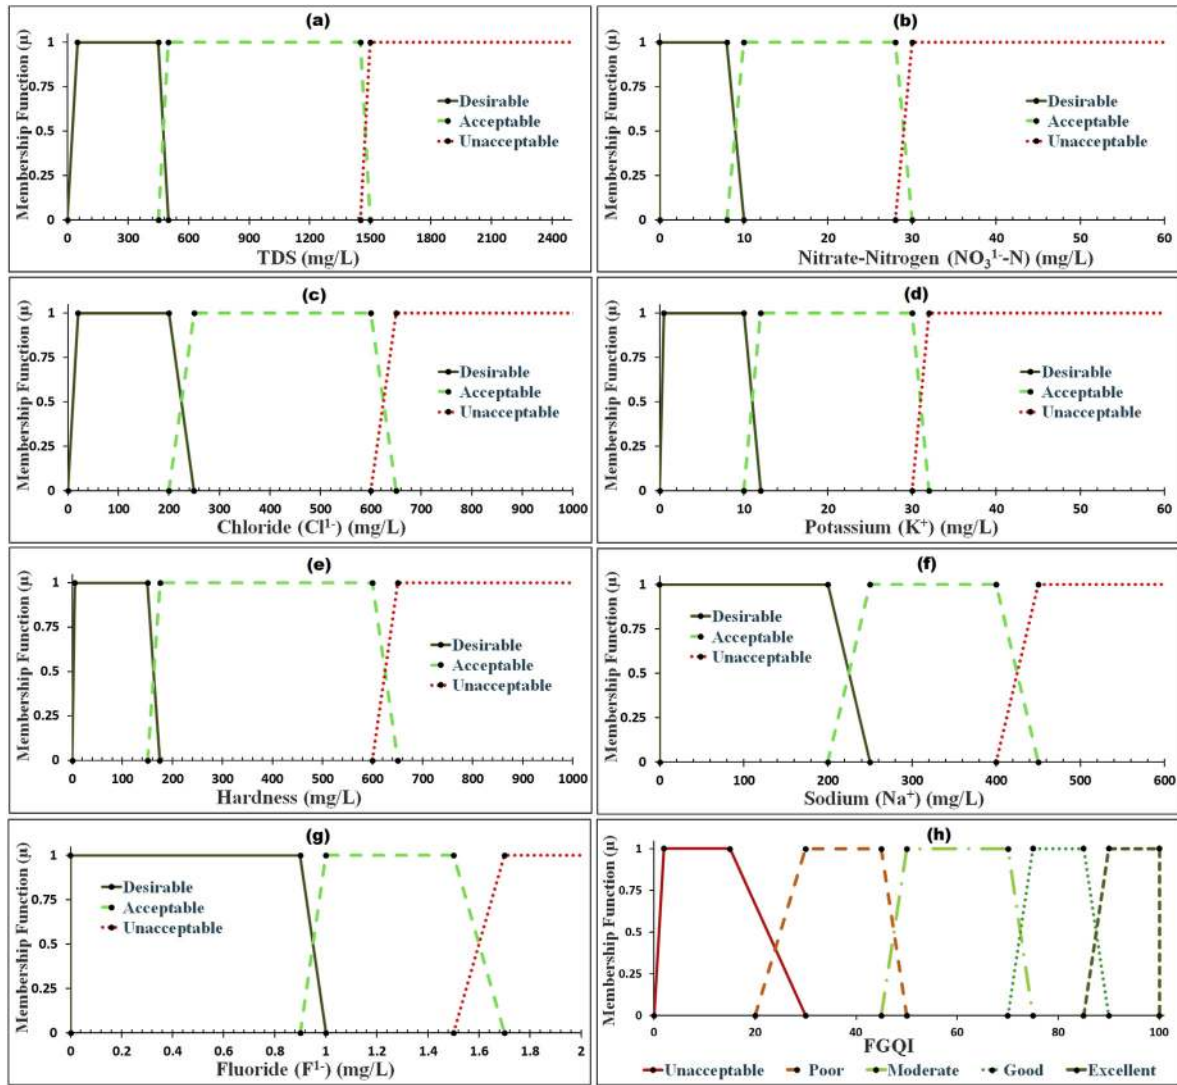 (a)
Membership Function (μ)
1
0.75
0.5
0.25
0
Desirable
Acceptable
Unacceptable
0 300 600 900 1200 1500 1800 2100 2400
TDS (mg/L)
(b)
Membership Function (μ)
1
0.75
0.5
0.25
0
Desirable
Acceptable
Unacceptable
0 10 20 30 40 50 60
Nitrate-Nitrogen (NO₃¹⁻-N) (mg/L)
(c)
Membership Function (μ)
1
0.75
0.5
0.25
0
Desirable
Acceptable
Unacceptable
0 100 200 300 400 500 600 700 800 900 1000
Chloride (Cl¹⁻) (mg/L)
(d)
Membership Function (μ)
1
0.75
0.5
0.25
0
Desirable
Acceptable
Unacceptable
0 10 20 30 40 50 60
Potassium (K⁺) (mg/L)
(e)
Membership Function (μ)
1
0.75
0.5
0.25
0
Desirable
Acceptable
Unacceptable
0 100 200 300 400 500 600 700 800 900 1000
Hardness (mg/L)
(f)
Membership Function (μ)
1
0.75
0.5
0.25
0
Desirable
Acceptable
Unacceptable
0 100 200 300 400 500 600
Sodium (Na⁺) (mg/L)
(g)
Membership Function (μ)
1
0.75
0.5
0.25
0
Desirable
Acceptable
Unacceptable
0 0.2 0.4 0.6 0.8 1 1.2 1.4 1.6 1.8 2
Fluoride (F¹⁻) (mg/L)
(h)
Membership Function (μ)
1
0.75
0.5
0.25
0
0 20 40 60 80 100
FGQI
Unacceptable Poor Moderate Good Excellent